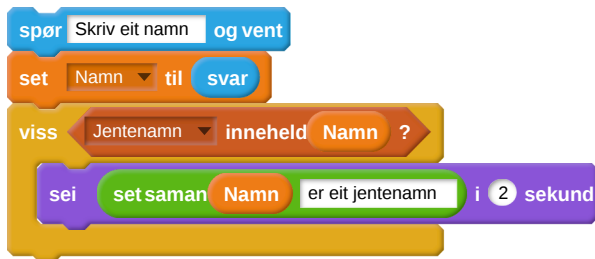 spør Skriv eit namn og vent
set Namn til svar
viss Jentenamn inneheld Namn ?
sei set saman Namn er eit jentenamn i 2 sekund